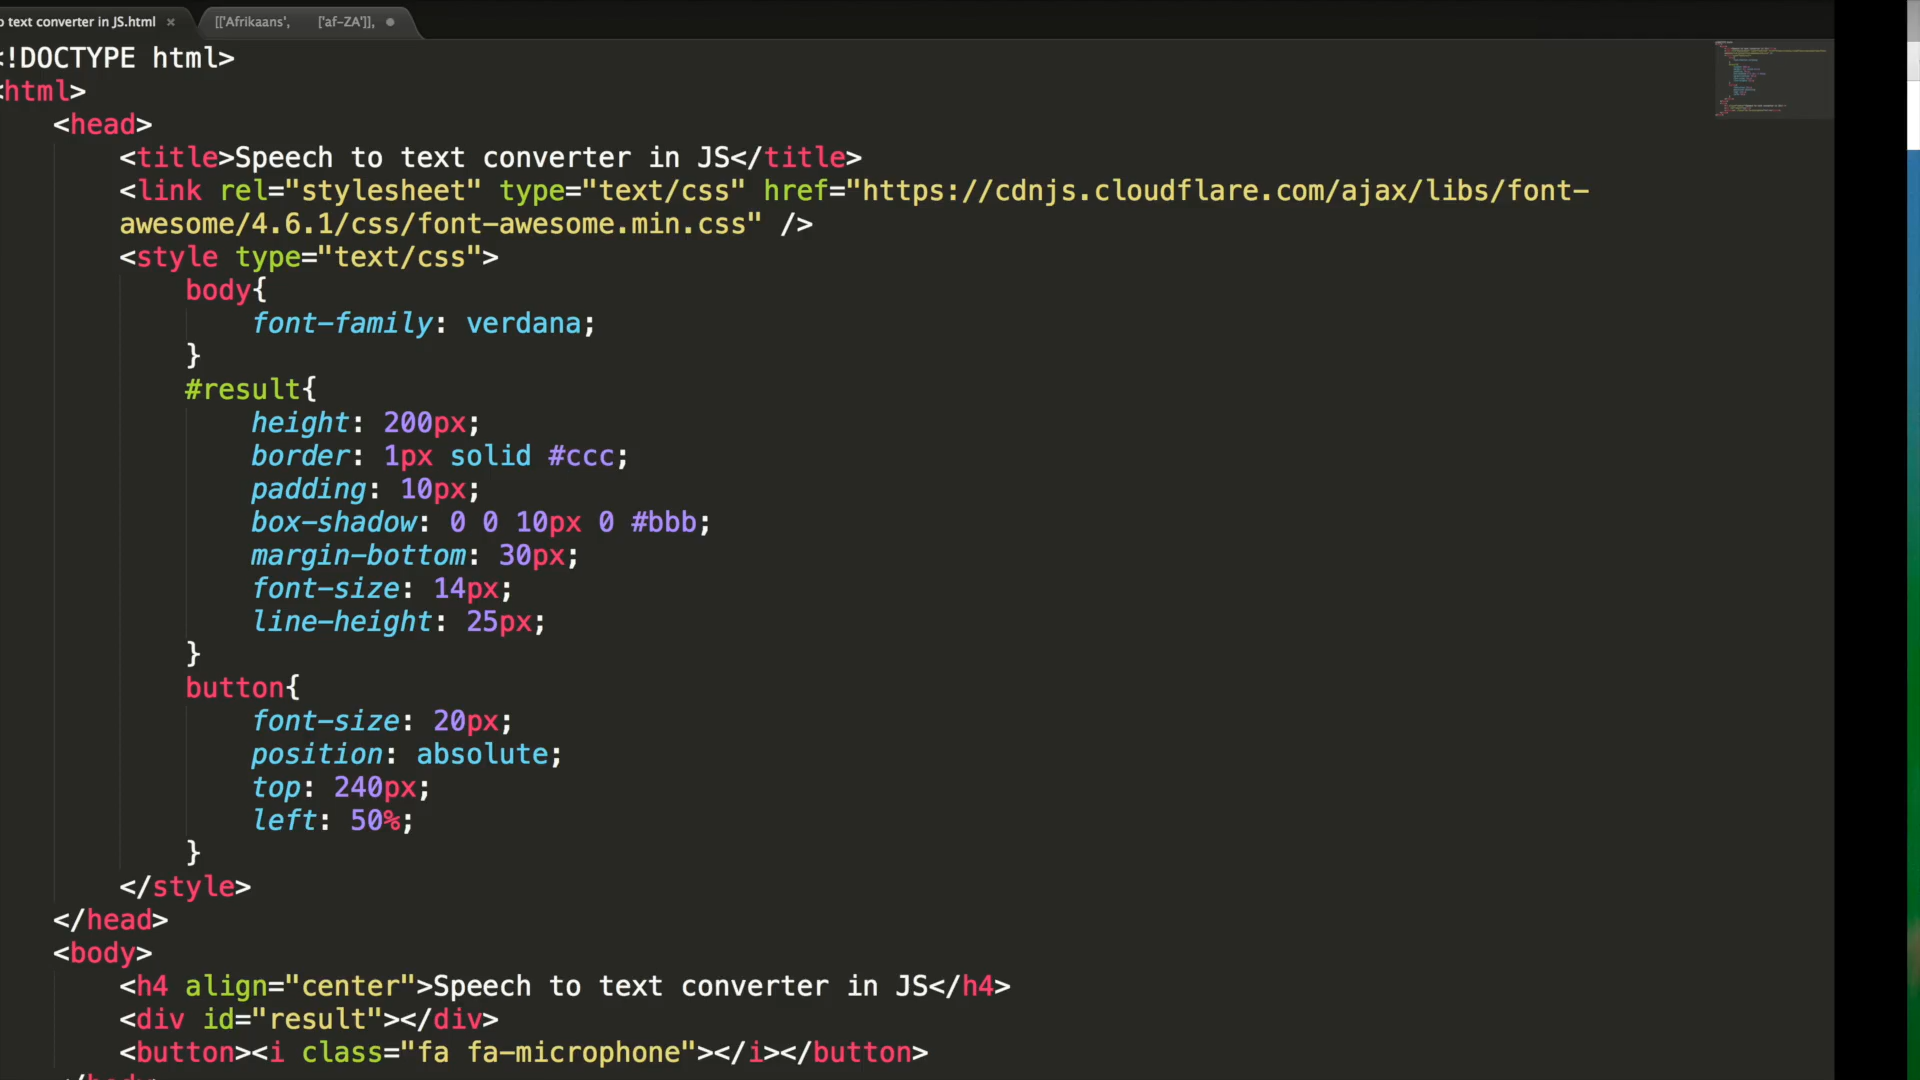 o text converter in JS.html ×
[['Afrikaans', ['af-ZA']],
<!DOCTYPE html>
<html>
<head>
<title>Speech to text converter in JS</title>
<link rel="stylesheet" type="text/css" href="https://cdnjs.cloudflare.com/ajax/libs/font-
awesome/4.6.1/css/font-awesome.min.css" />
<style type="text/css">
body{
font-family: verdana;
}
#result{
height: 200px;
border: 1px solid #ccc;
padding: 10px;
box-shadow: 0 0 10px 0 #bbb;
margin-bottom: 30px;
font-size: 14px;
line-height: 25px;
}
button{
font-size: 20px;
position: absolute;
top: 240px;
left: 50%;
}
</style>
</head>
<body>
<h4 align="center">Speech to text converter in JS</h4>
<div id="result"></div>
<button><i class="fa fa-microphone"></i></button>